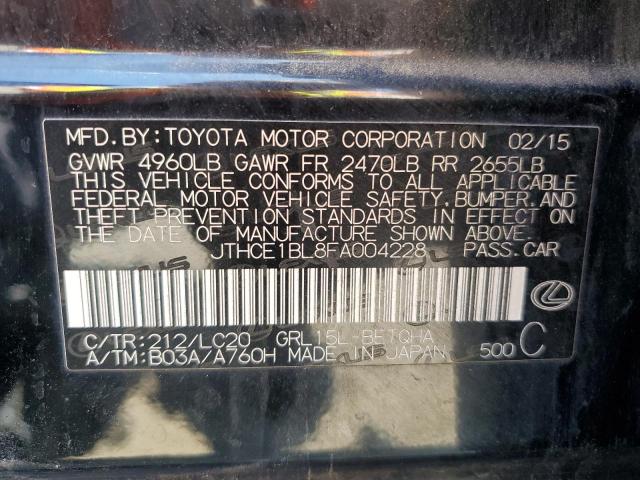 MFD. BY: TOYOTA MOTOR CORPORATION 02/15
GVWR 4960LB GAWR FR 2470LB RR 2655LB
THIS VEHICLE CONFORMS TO ALL APPLICABLE
FEDERAL MOTOR VEHICLE SAFETY, BUMPER, AND
THEFT PREVENTION STANDARDS IN EFFECT ON
THE DATE OF MANUFACTURE SHOWN ABOVE.
JTHCE1BL8FA004228 PASS. CAR
C/TR: 212/LC20 GRL15L-BETQHA
A/TM: B03A/A760H MADE IN JAPAN 500 C